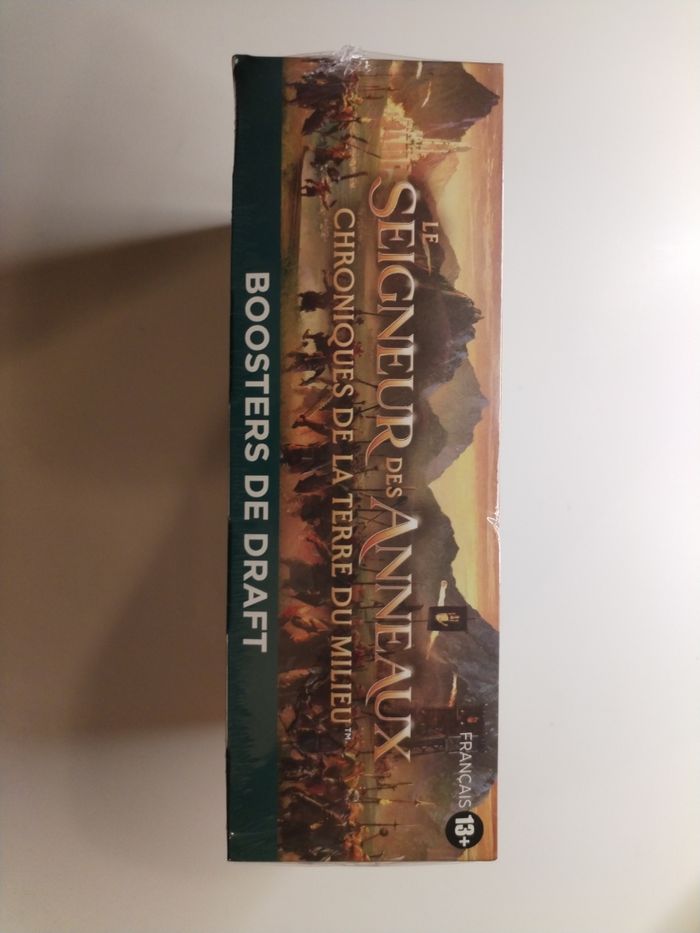 FRANÇAIS 13+
LE
SEIGNEUR DES ANNEAUX
CHRONIQUES DE LA TERRE DU MILIEU™
BOOSTERS DE DRAFT